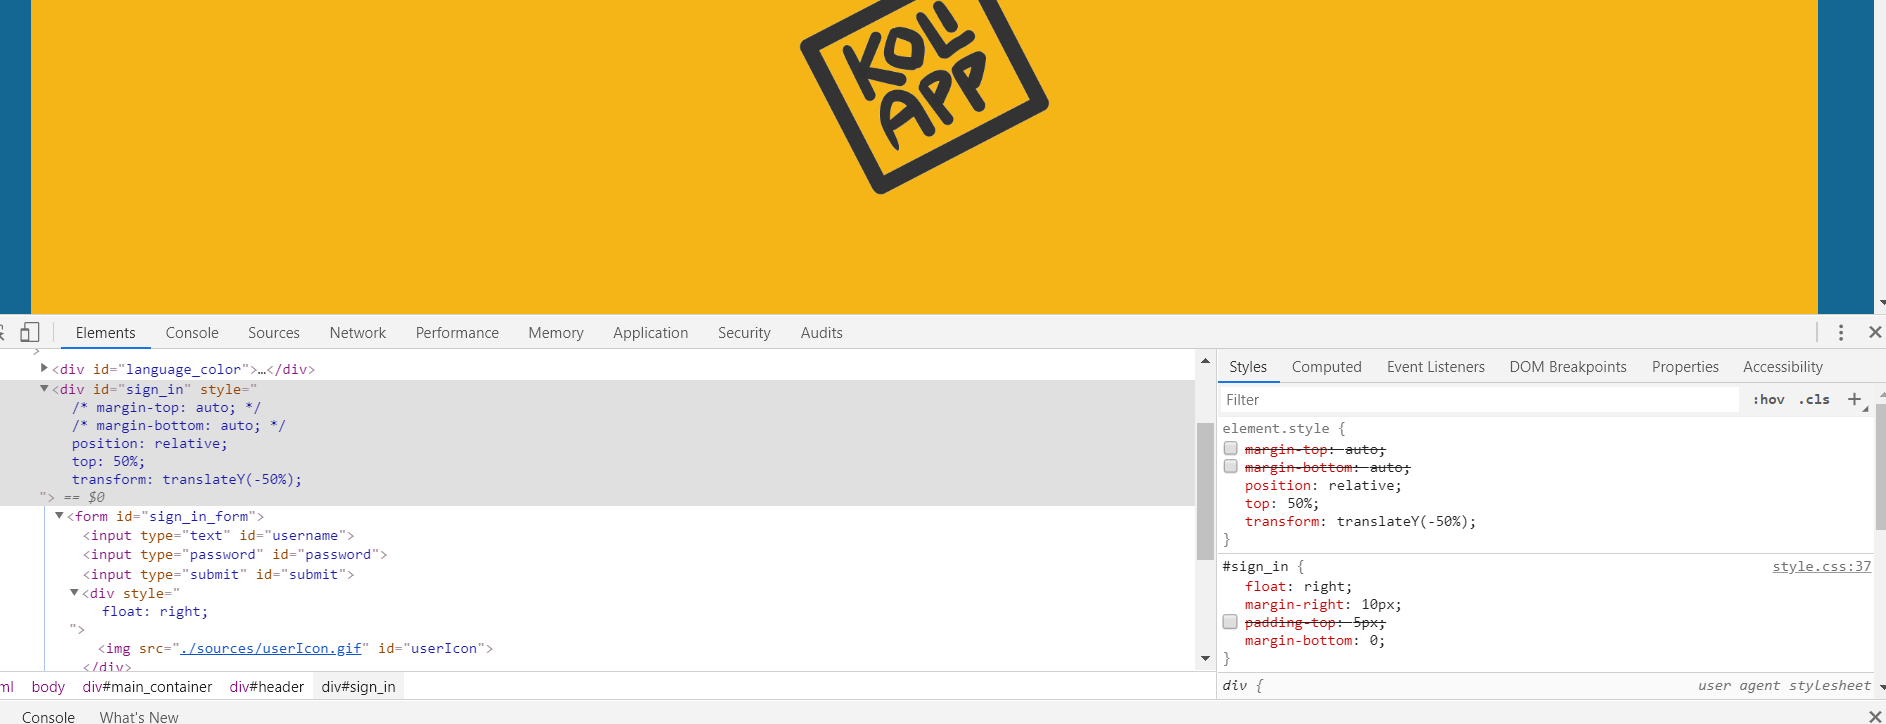 KOLI
APP
Elements Console Sources Network Performance Memory Application Security Audits
>
<div id="language_color">…</div>
<div id="sign_in" style="
/* margin-top: auto; */
/* margin-bottom: auto; */
position: relative;
top: 50%;
transform: translateY(-50%);
"> == $0
<form id="sign_in_form">
<input type="text" id="username">
<input type="password" id="password">
<input type="submit" id="submit">
<div style="
float: right;
">
<img src="./sources/userIcon.gif" id="userIcon">
</div>
ml body div#main_container div#header div#sign_in
Styles Computed Event Listeners DOM Breakpoints Properties Accessibility
Filter :hov .cls +
element.style {
margin-top: auto;
margin-bottom: auto;
position: relative;
top: 50%;
transform: translateY(-50%);
}
#sign_in { style.css:37
float: right;
margin-right: 10px;
padding-top: 5px;
margin-bottom: 0;
}
div { user agent stylesheet
Console What's New